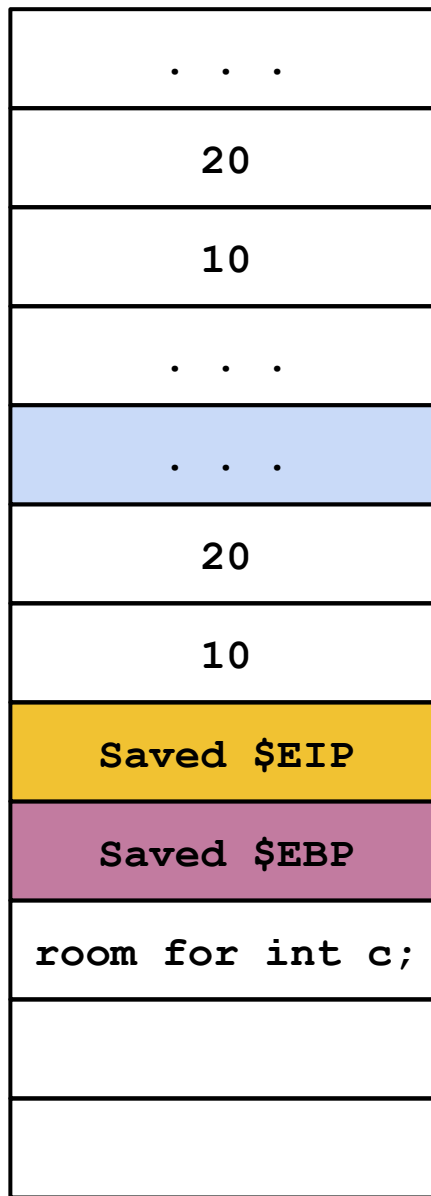 . . .
20
10
. . .
. . .
20
10
Saved $EIP
Saved $EBP
room for int c;